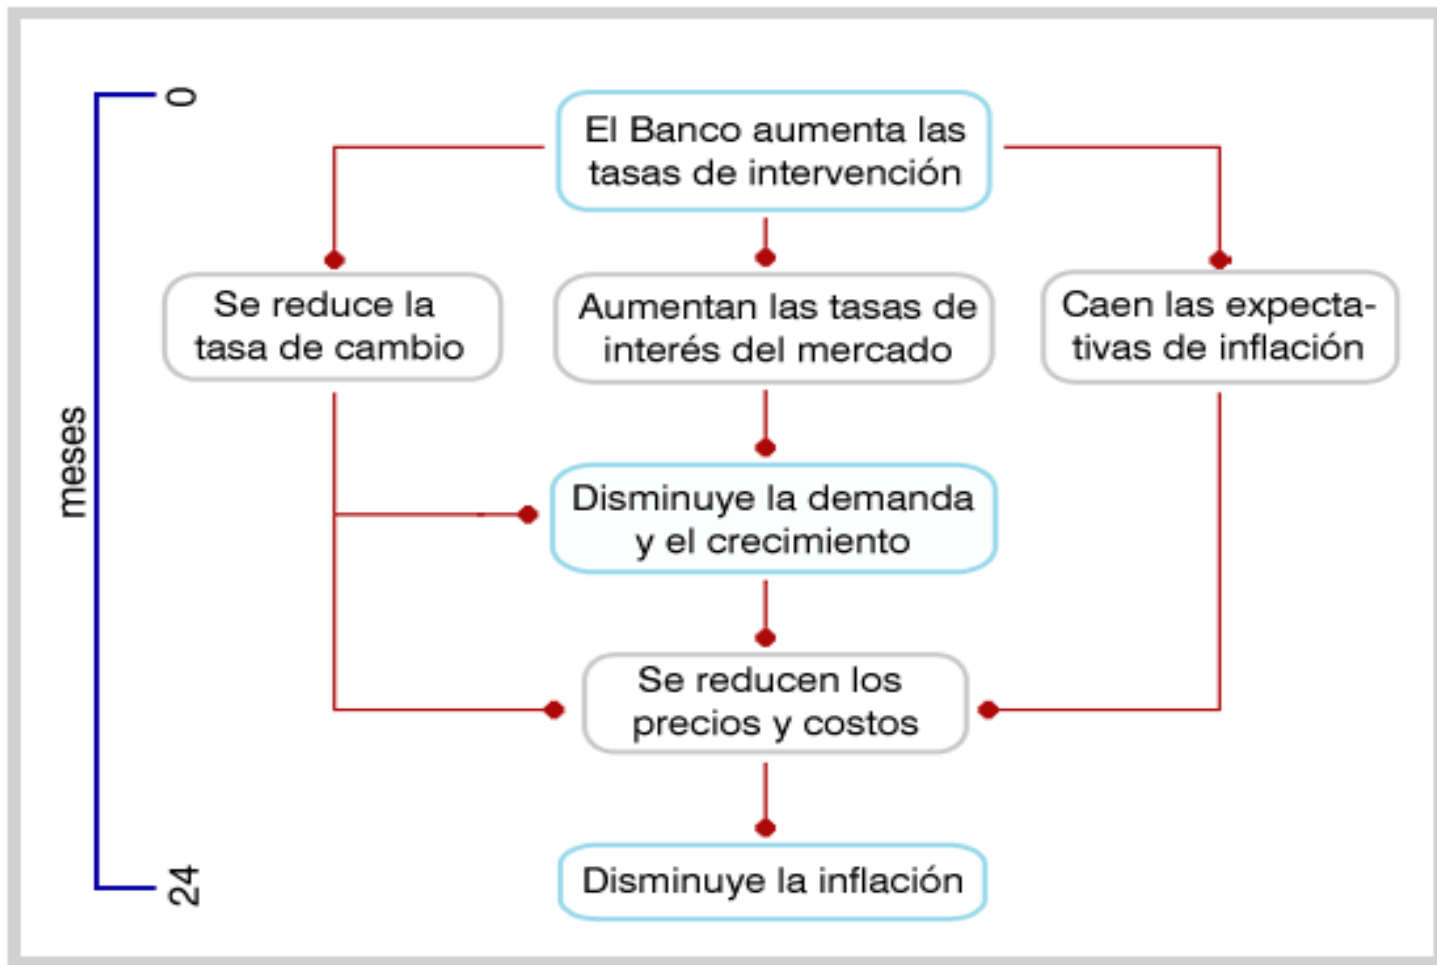 0
El Banco aumenta las
tasas de intervención
Se reduce la
tasa de cambio
Aumentan las tasas de
interés del mercado
Caen las expecta-
tivas de inflación
meses
Disminuye la demanda
y el crecimiento
Se reducen los
precios y costos
24
Disminuye la inflación